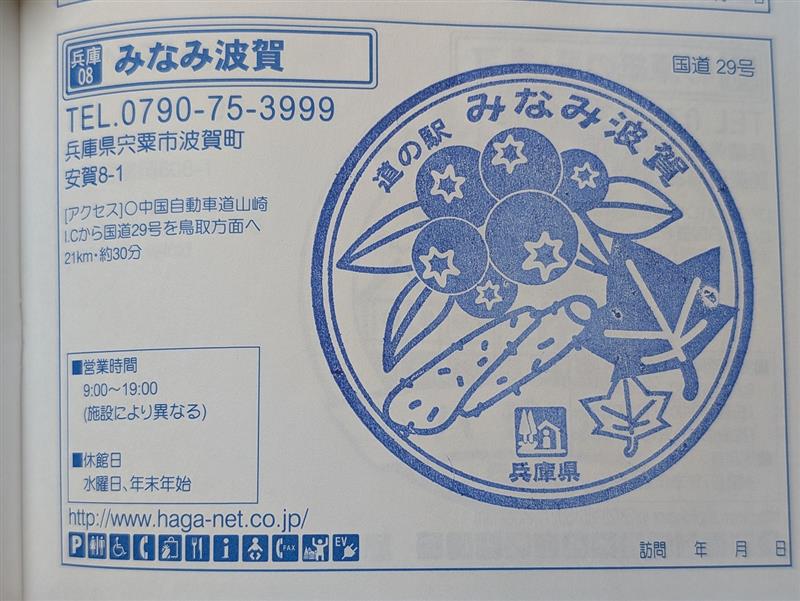 兵庫
08
みなみ波賀
TEL.0790-75-3999
兵庫県宍粟市波賀町
安賀8-1
[アクセス]〇中国自動車道山崎
I.Cから国道29号を鳥取方面へ
21km・約30分
■営業時間
9:00～19:00
(施設により異なる)
■休館日
水曜日、年末年始
http://www.haga-net.co.jp/
P
i
FAX
EV
国道29号
道の駅 みなみ波賀
兵庫県
訪問 年 月 日